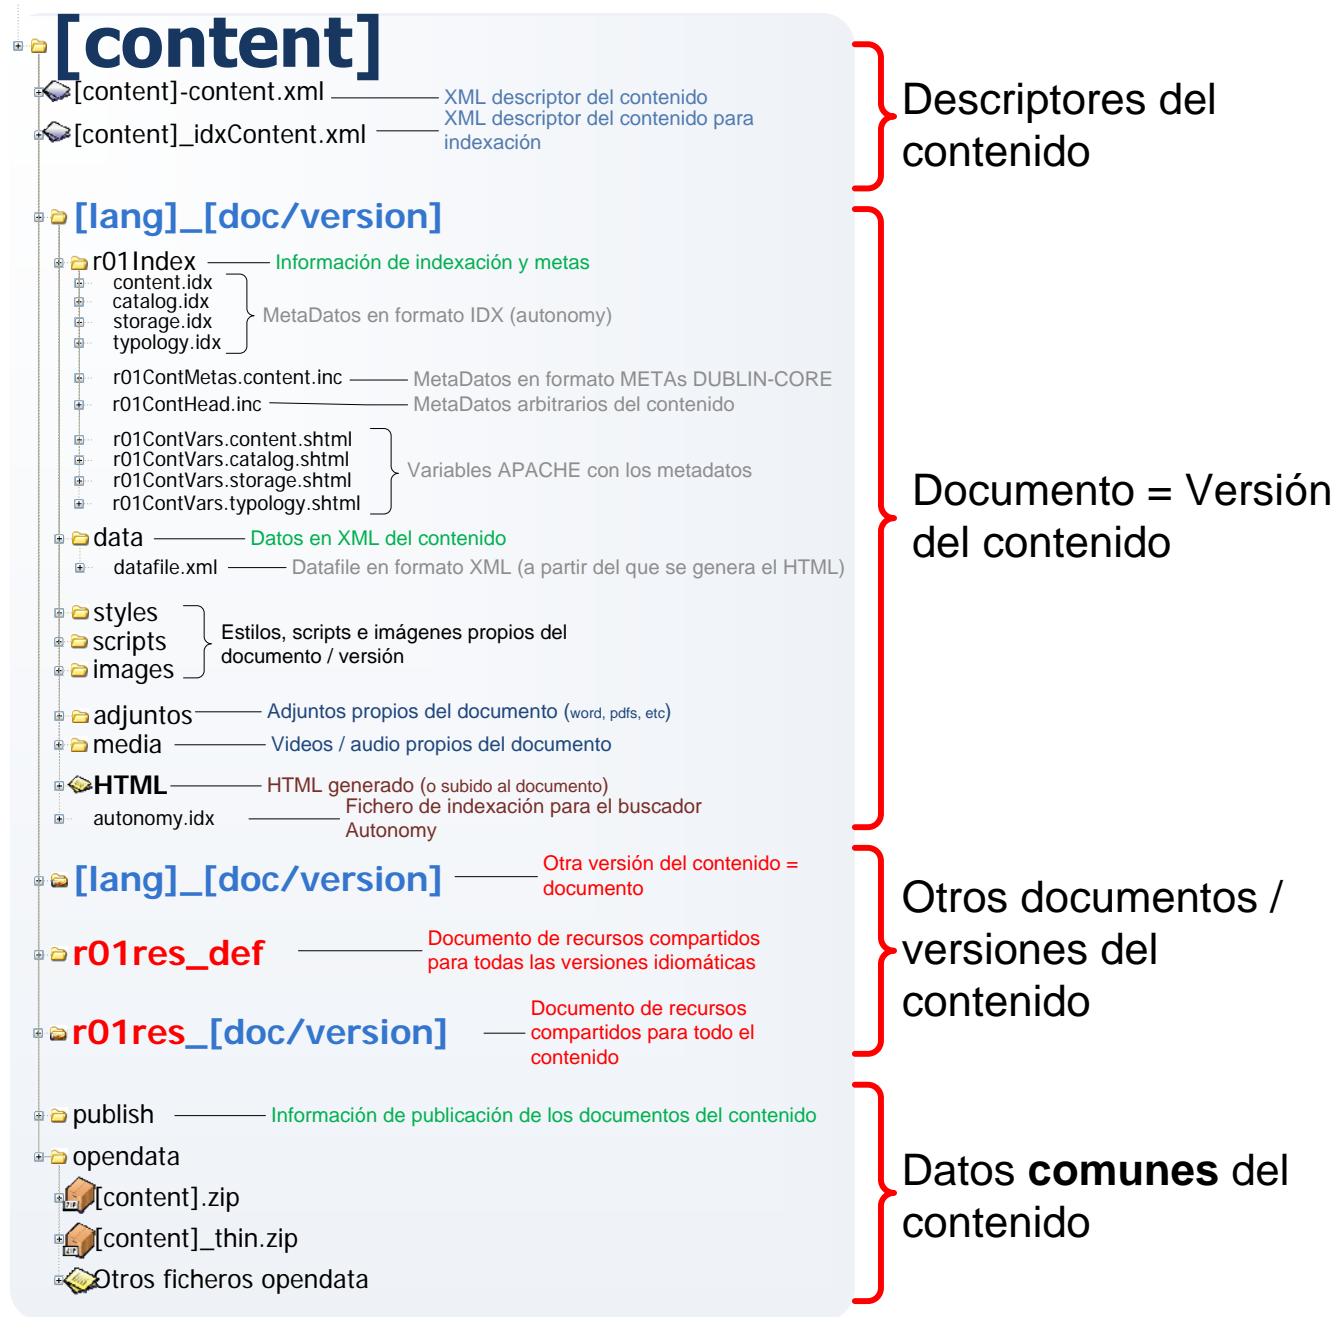 [content]
[content]-content.xml
XML descriptor del contenido
[content]_idxContent.xml
XML descriptor del contenido para
indexación
Descriptores del
contenido
[lang]_[doc/version]
r01Index
Información de indexación y metas
content.idx
catalog.idx
storage.idx
typology.idx
MetaDatos en formato IDX (autonomy)
r01ContMetas.content.inc
MetaDatos en formato METAs DUBLIN-CORE
r01ContHead.inc
MetaDatos arbitrarios del contenido
r01ContVars.content.shtml
r01ContVars.catalog.shtml
r01ContVars.storage.shtml
r01ContVars.typology.shtml
Variables APACHE con los metadatos
data
Datos en XML del contenido
datafile.xml
Datafile en formato XML (a partir del que se genera el HTML)
styles
scripts
images
Estilos, scripts e imágenes propios del
documento / versión
adjuntos
Adjuntos propios del documento (word, pdfs, etc)
media
Videos / audio propios del documento
HTML
HTML generado (o subido al documento)
autonomy.idx
Fichero de indexación para el buscador
Autonomy
Documento = Versión
del contenido
[lang]_[doc/version]
Otra versión del contenido =
documento
r01res_def
Documento de recursos compartidos
para todas las versiones idiomáticas
r01res_[doc/version]
Documento de recursos
compartidos para todo el
contenido
Otros documentos /
versiones del
contenido
publish
Información de publicación de los documentos del contenido
opendata
[content].zip
[content]_thin.zip
Otros ficheros opendata
Datos comunes del
contenido